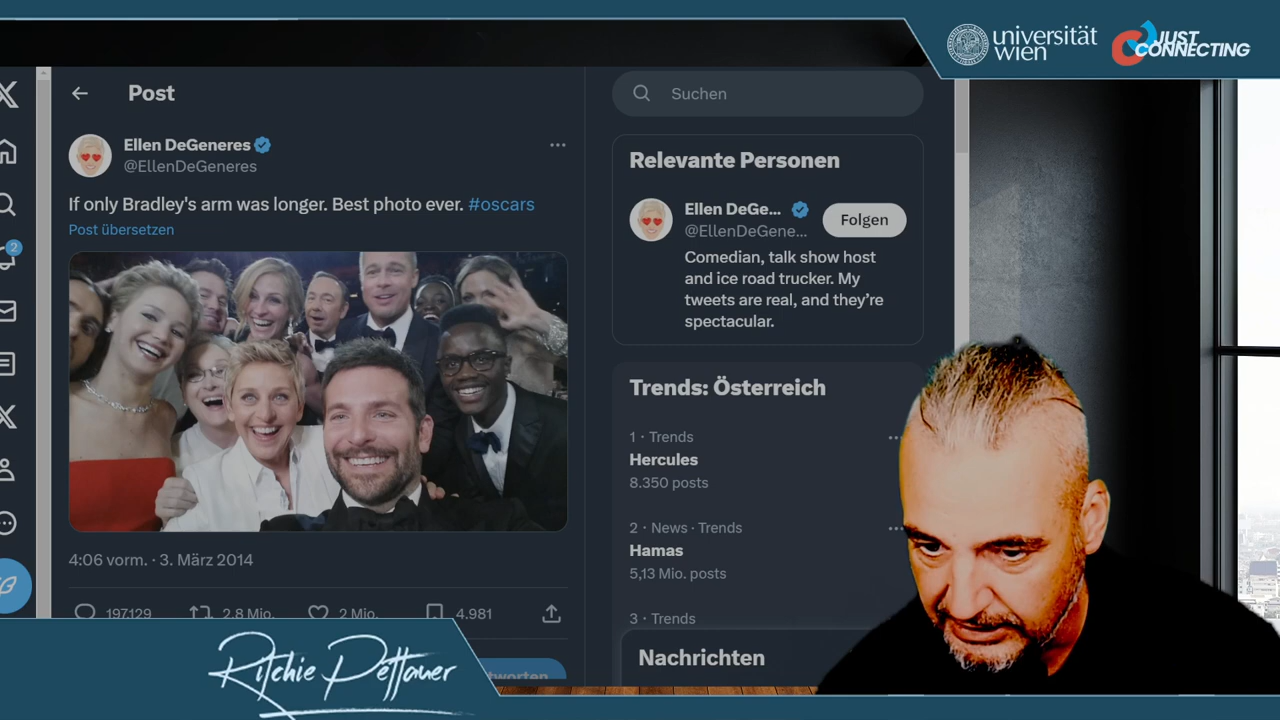 universität
wien
JUST
CONNECTING
Post
Suchen
Ellen DeGeneres
@EllenDeGeneres
If only Bradley's arm was longer. Best photo ever. #oscars
Post übersetzen
Relevante Personen
Ellen DeGe...
@EllenDeGene...
Folgen
Comedian, talk show host
and ice road trucker. My
tweets are real, and they're
spectacular.
Trends: Österreich
1 · Trends
Hercules
8.350 posts
2 · News · Trends
Hamas
5,13 Mio. posts
3 · Trends
Nachrichten
4:06 vorm. · 3. März 2014
197.129 2,8 Mio. 2 Mio. 4.981
2
Ritchie Pettauer